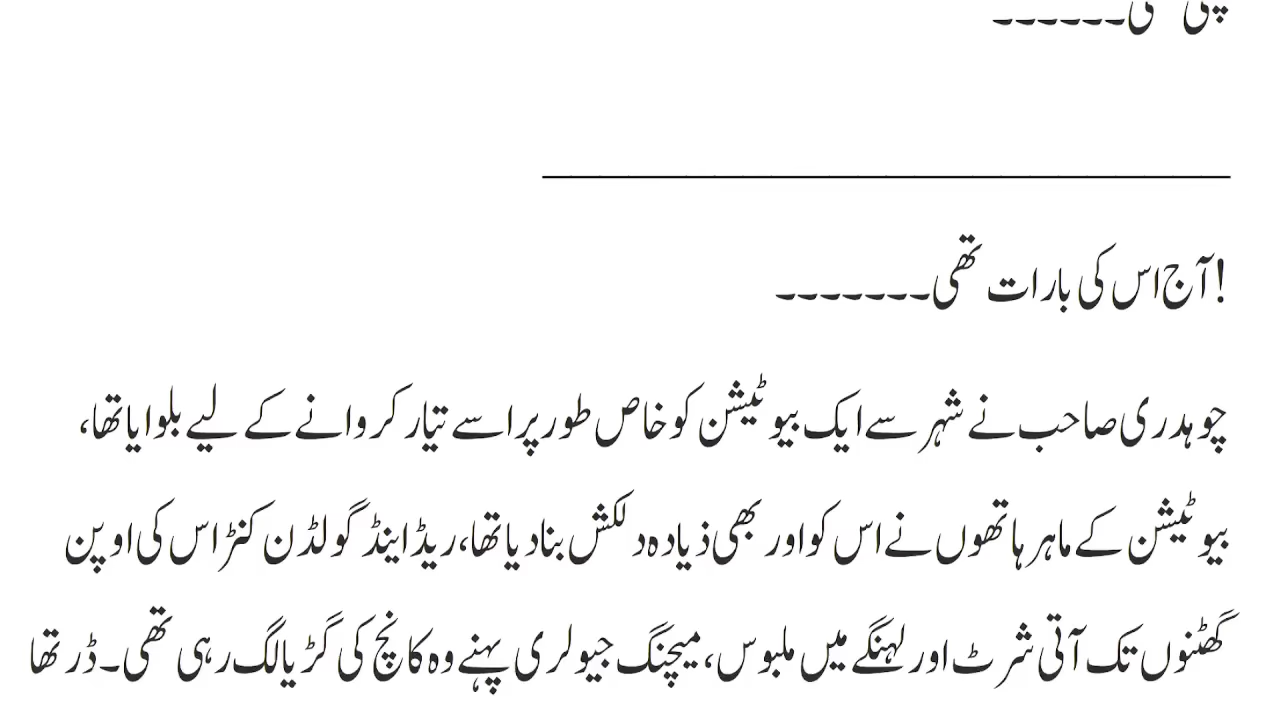 !آج اس کی بارات تھی۔۔۔۔۔۔۔
چوہدری صاحب نے شہر سے ایک بیوٹیشن کو خاص طور پر اسے تیار کروانے کے لیے بلوایا تھا،
بیوٹیشن کے ماہر ہاتھوں نے اس کو اور بھی ذیادہ دلکش بنا دیا تھا،ریڈ اینڈ گولڈن کنڑاس کی اوپن
گھٹنوں تک آتی شرٹ اور لہنگے میں ملبوس، میچنگ جیولری پہنے وہ کانچ کی گڑیا لگ رہی تھی۔ ڈر تھا